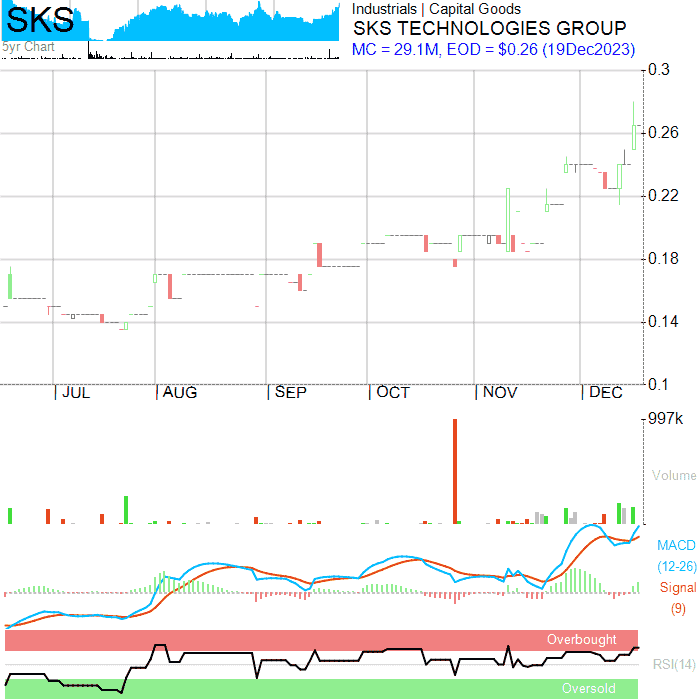 SKS
5yr Chart
Industrials | Capital Goods
SKS TECHNOLOGIES GROUP
MC = 29.1M, EOD = $0.26 (19Dec2023)
0.3
0.26
0.22
0.18
0.14
0.1
JUL AUG SEP OCT NOV DEC
997k
Volume
MACD
(12-26)
Signal
(9)
Overbought
RSI(14)
Oversold